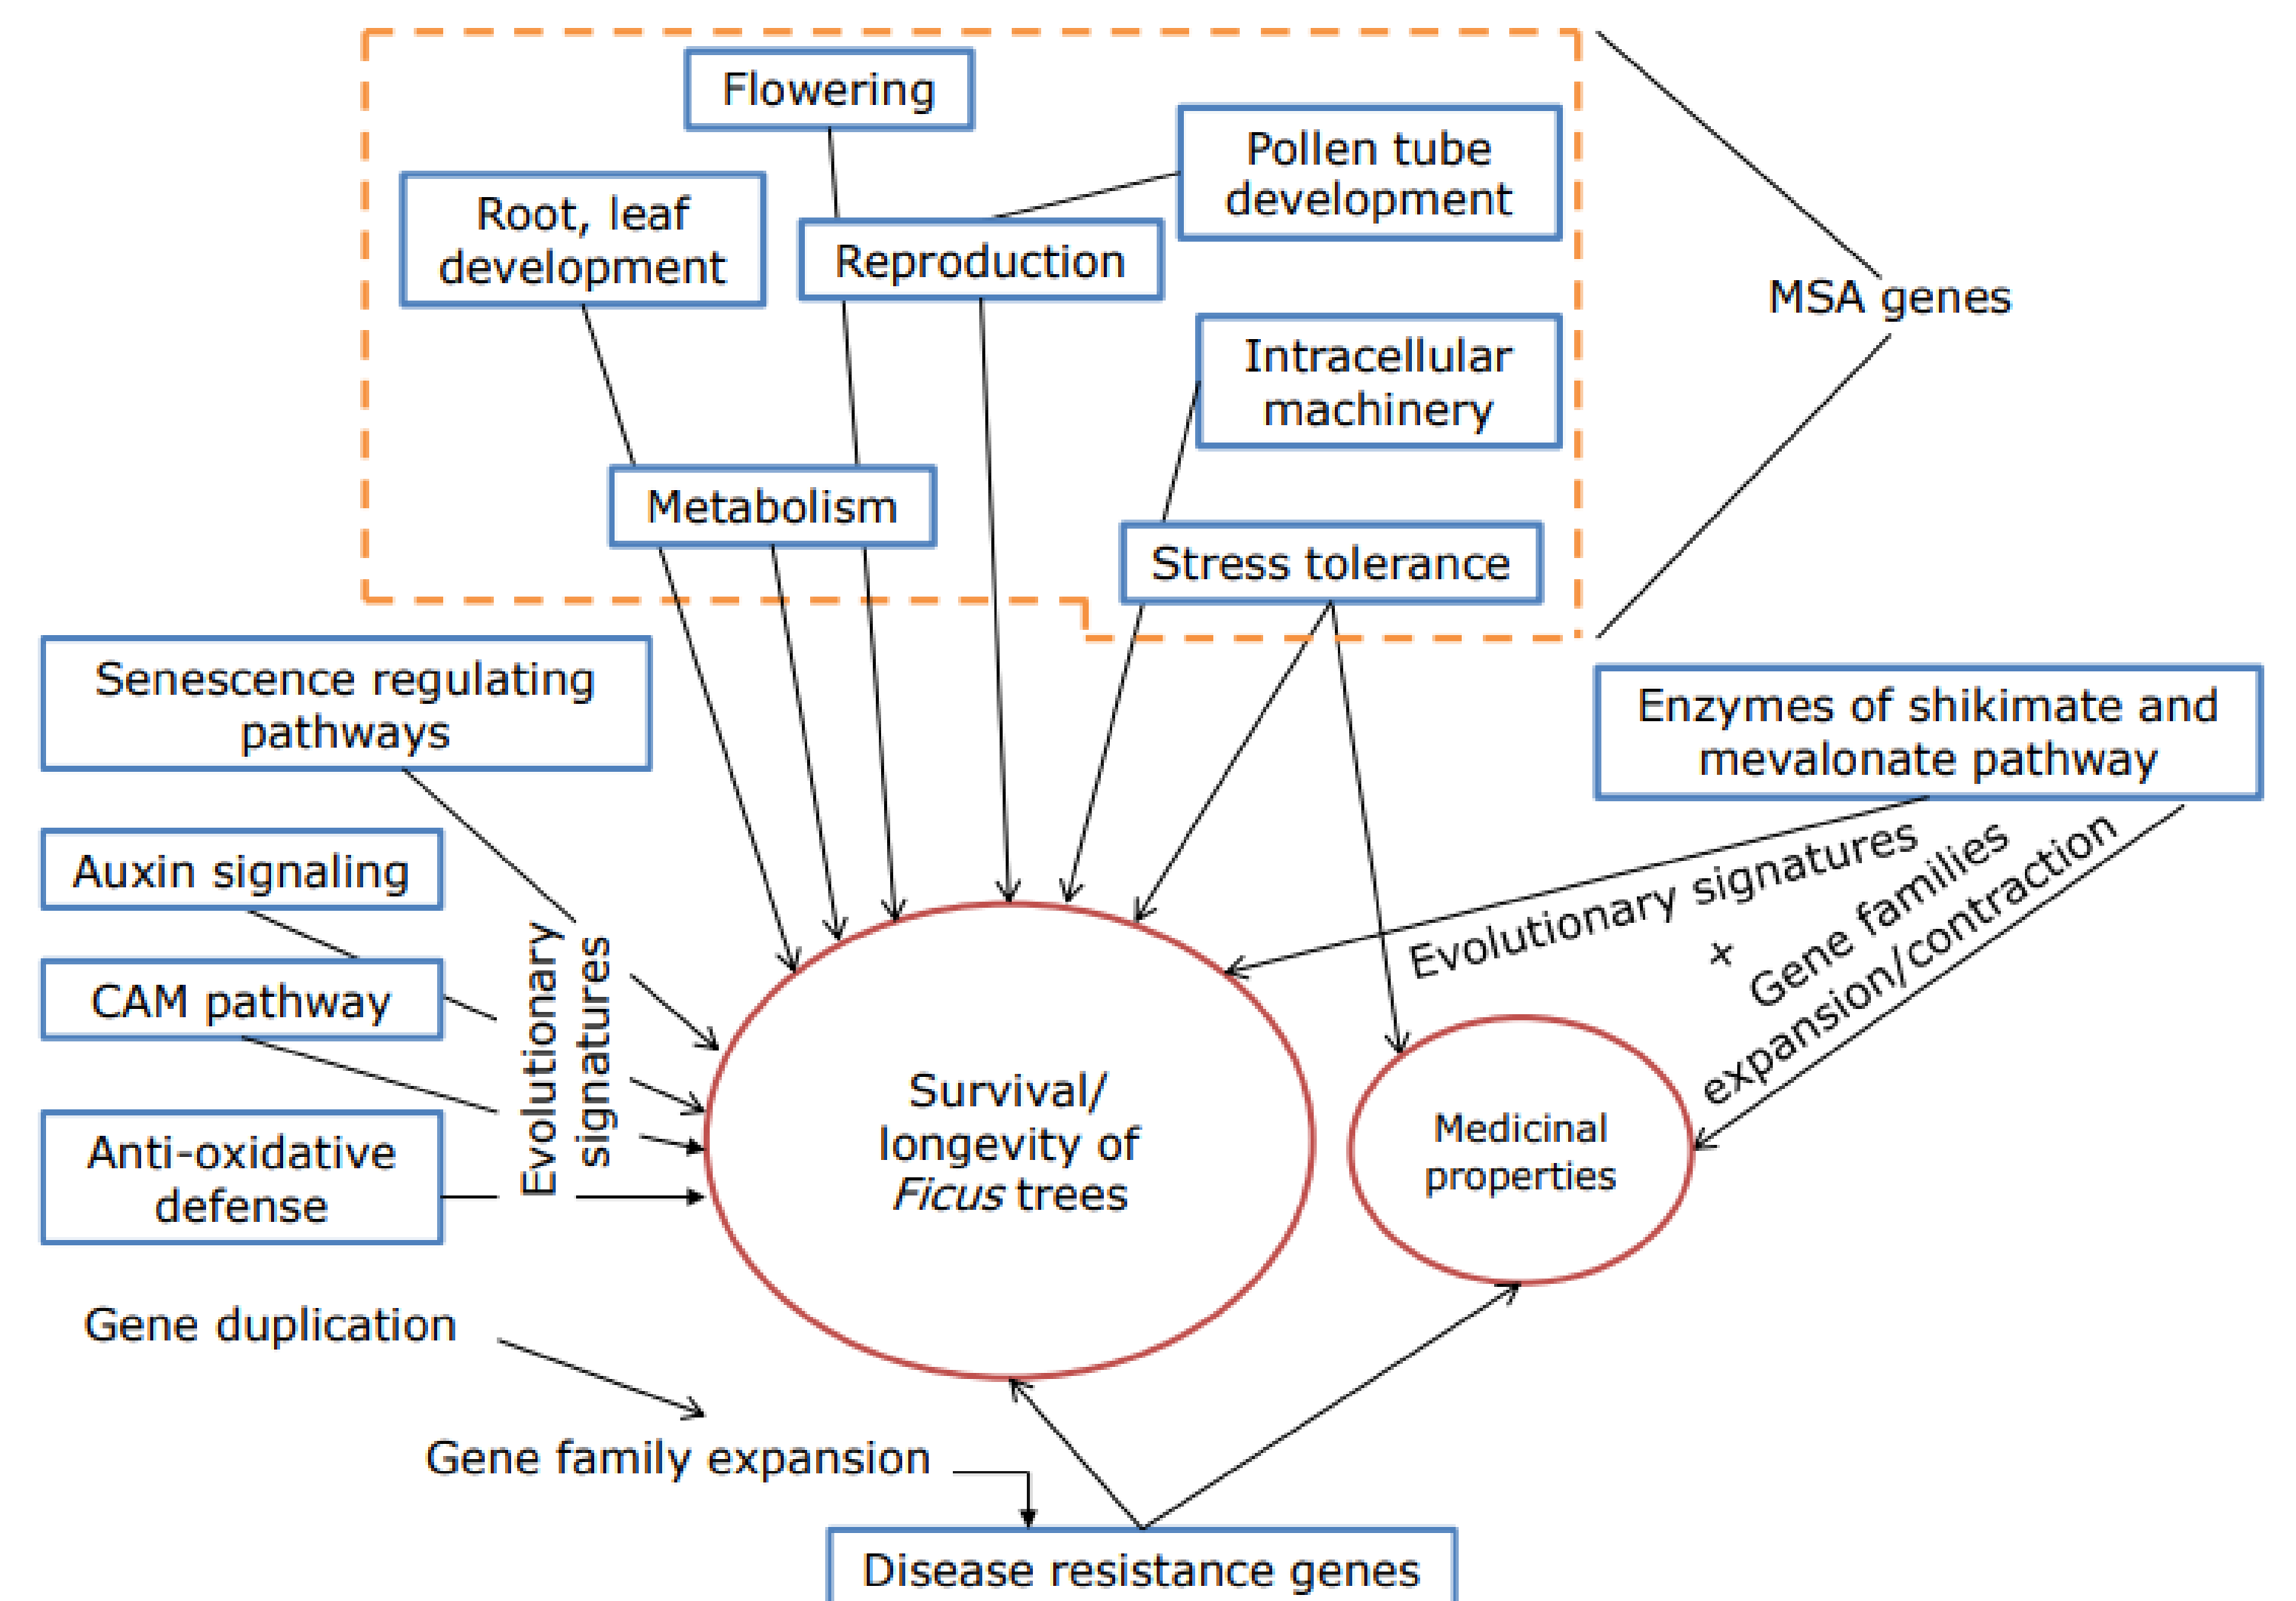 Flowering
Pollen tube
development
Root, leaf
development
Reproduction
MSA genes
Intracellular
machinery
Metabolism
Stress tolerance
Senescence regulating
pathways
Enzymes of shikimate and
mevalonate pathway
Auxin signaling
CAM pathway
Anti-oxidative
defense
Evolutionary
signatures
Evolutionary signatures
+
Gene families
expansion/contraction
Survival/
longevity of
Ficus trees
Medicinal
properties
Gene duplication
Gene family expansion
Disease resistance genes